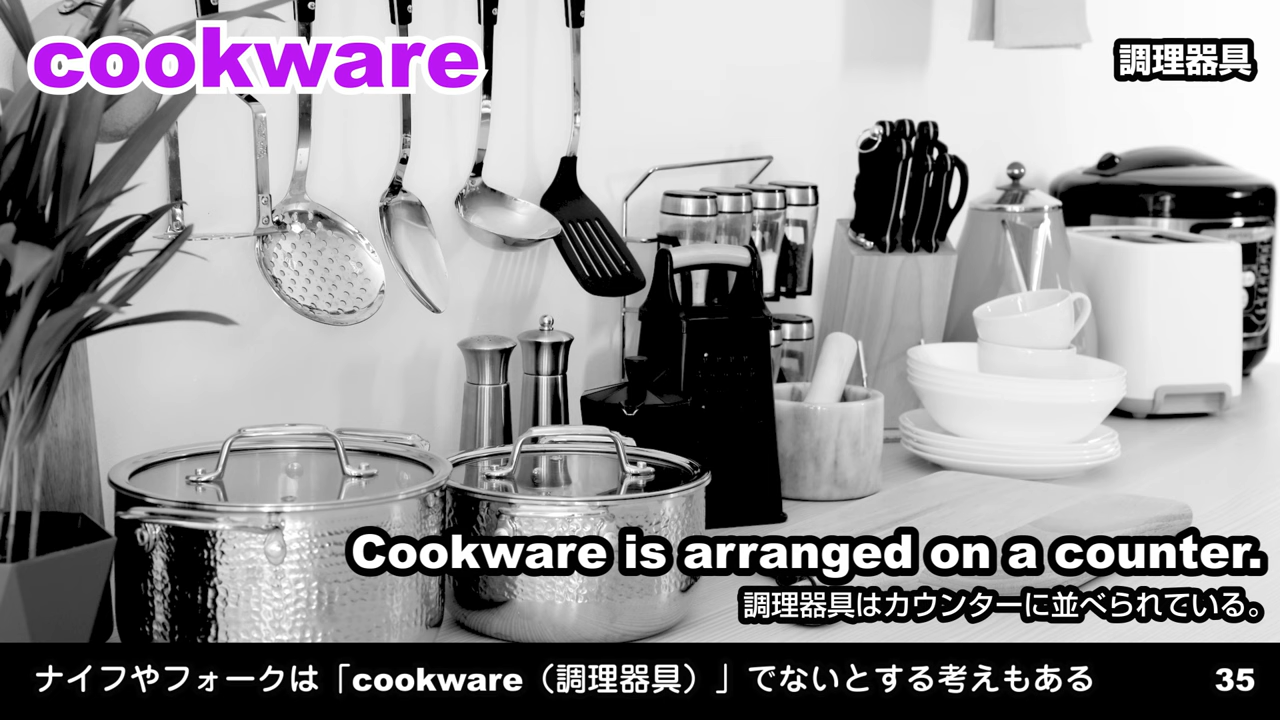 cookware
調理器具
Cookware is arranged on a counter.
調理器具はカウンターに並べられている。
ナイフやフォークは「cookware（調理器具）」でないとする考えもある
35